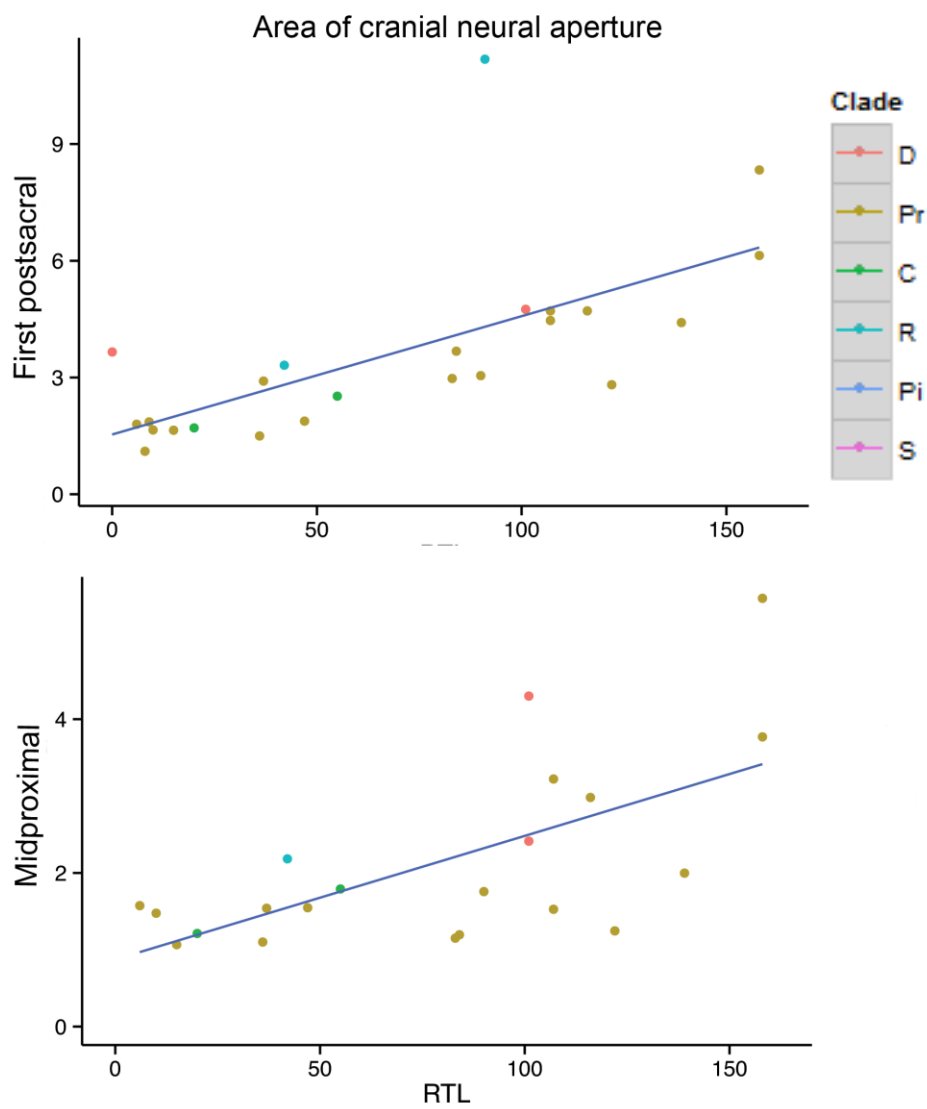 Area of cranial neural aperture
First postsacral
9
6
3
0
0 50 100 150
Clade
D
Pr
C
R
Pi
S
Midproximal
4
2
0
0 50 100 150
RTL